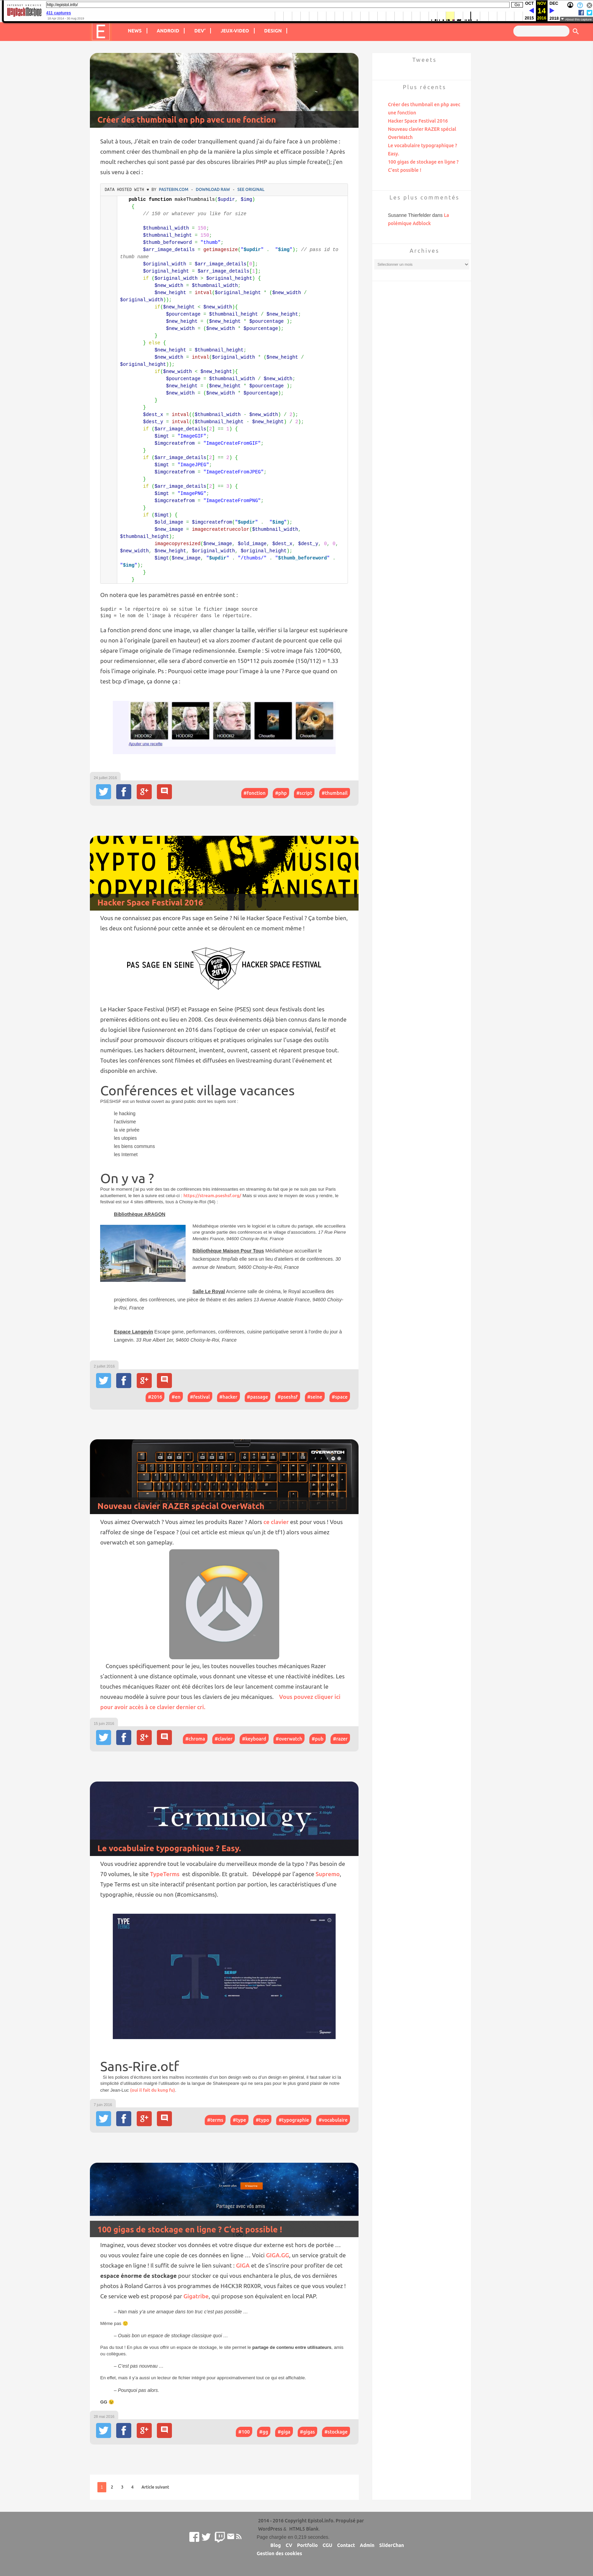 http://epistol.info/
Go
OCT NOV DEC
14
2015 2016 2018
411 captures
NEWS
ANDROID
DEV'
JEUX-VIDEO
DESIGN
Créer des thumbnail en php avec une fonction
Salut à tous, J'était en train de coder tranquillement quand j'ai du faire face à un problème :
comment créer des thumbnail en php de la façon la plus simple et efficace possible ? Après
moult recherches qui sont passé par des obscures librairies PHP au plus simple foreate(); j'en
suis venu à ceci :
DATA HOSTED WITH ♥ BY PASTEBIN.COM - DOWNLOAD RAW - SEE ORIGINAL
public function makeThumbnails($updir, $img)
{
// 150 or whatever you like for size
$thumbnail_width = 150;
$thumbnail_height = 150;
$thumb_beforeword = "thumb";
$arr_image_details = getimagesize("$updir" . "$img"); // pass id to
thumb name
$original_width = $arr_image_details[0];
$original_height = $arr_image_details[1];
if ($original_width > $original_height) {
$new_width = $thumbnail_width;
$new_height = intval($original_height * ($new_width /
$original_width));
if($new_height < $new_width){
$pourcentage = $thumbnail_height / $new_height;
$new_height = ($new_height * $pourcentage );
$new_width = ($new_width * $pourcentage);
}
} else {
$new_height = $thumbnail_height;
$new_width = intval($original_width * ($new_height /
$original_height));
if($new_width < $new_height){
$pourcentage = $thumbnail_width / $new_width;
$new_height = ($new_height * $pourcentage );
$new_width = ($new_width * $pourcentage);
}
}
$dest_x = intval(($thumbnail_width - $new_width) / 2);
$dest_y = intval(($thumbnail_height - $new_height) / 2);
if ($arr_image_details[2] == 1) {
$imgt = "ImageGIF";
$imgcreatefrom = "ImageCreateFromGIF";
}
if ($arr_image_details[2] == 2) {
$imgt = "ImageJPEG";
$imgcreatefrom = "ImageCreateFromJPEG";
}
if ($arr_image_details[2] == 3) {
$imgt = "ImagePNG";
$imgcreatefrom = "ImageCreateFromPNG";
}
if ($imgt) {
$old_image = $imgcreatefrom("$updir" . "$img");
$new_image = imagecreatetruecolor($thumbnail_width,
$thumbnail_height);
imagecopyresized($new_image, $old_image, $dest_x, $dest_y, 0, 0,
$new_width, $new_height, $original_width, $original_height);
$imgt($new_image, "$updir" . "/thumbs/" . "$thumb_beforeword" .
"$img");
}
}
On notera que les paramètres passé en entrée sont :
$updir = le répertoire où se situe le fichier image source
$img = le nom de l'image à récupérer dans le répertoire.
La fonction prend donc une image, va aller changer la taille, vérifier si la largeur est supérieure
ou non à l'originale (pareil en hauteur) et va alors zoomer d'autant de pourcent que celle qui
sépare l'image originale de l'image redimensionnée. Exemple : Si votre image fais 1200*600,
pour redimensionner, elle sera d'abord convertie en 150*112 puis zoomée (150/112) = 1.33
fois l'image originale. Ps : Pourquoi cette image pour l'image à la une ? Parce que quand on
test bcp d'image, ça donne ça :
HODOR2
HODOR2
HODOR2
Chouette
Chouette
Ajouter une recette
#fonction
#php
#script
#thumbnail
Hacker Space Festival 2016
Vous ne connaissez pas encore Pas sage en Seine ? Ni le Hacker Space Festival ? Ça tombe bien,
les deux ont fusionné pour cette année et se déroulent en ce moment même !
PAS SAGE EN SEINE
HACKER SPACE FESTIVAL
Le Hacker Space Festival (HSF) et Passage en Seine (PSES) sont deux festivals dont les
premières éditions ont eu lieu en 2008. Ces deux événements déjà bien connus dans le monde
du logiciel libre fusionneront en 2016 dans l'optique de créer un espace convivial, festif et
inclusif pour promouvoir discours critiques et pratiques originales sur l'usage des outils
numériques. Les hackers détournent, inventent, ouvrent, cassent et réparent presque tout.
Toutes les conférences sont filmées et diffusées en livestreaming durant l'événement et
disponible en archive.
Conférences et village vacances
PSESHSF est un festival ouvert au grand public dont les sujets sont :
le hacking
l'activisme
la vie privée
les utopies
les biens communs
les Internet
On y va ?
Pour le moment j'ai pu voir des tas de conférences très intéressantes en streaming du fait que je ne suis pas sur Paris
actuellement, le lien à suivre est celui-ci : https://stream.pseshsf.org/ Mais si vous avez le moyen de vous y rendre, le
festival est sur 4 sites différents, tous à Choisy-le-Roi (94) :
Bibliothèque ARAGON
Médiathèque orientée vers le logiciel et la culture du partage, elle accueillera
une grande partie des conférences et le village d'associations. 17 Rue Pierre
Mendès France, 94600 Choisy-le-Roi, France
Bibliothèque Maison Pour Tous Médiathèque accueillant le
hackerspace /tmp/lab elle sera un lieu d'ateliers et de conférences. 30
avenue de Newburn, 94600 Choisy-le-Roi, France
Salle Le Royal Ancienne salle de cinéma, le Royal accueillera des
projections, des conférences, une pièce de théatre et des ateliers 13 Avenue Anatole France, 94600 Choisy-
le-Roi, France
Espace Langevin Escape game, performances, conférences, cuisine participative seront à l'ordre du jour à
Langevin. 33 Rue Albert 1er, 94600 Choisy-le-Roi, France
#2016
#en
#festival
#hacker
#passage
#pseshsf
#seine
#space
Nouveau clavier RAZER spécial OverWatch
Vous aimez Overwatch ? Vous aimez les produits Razer ? Alors ce clavier est pour vous ! Vous
raffolez de singe de l'espace ? (oui cet article est mieux qu'un jt de tf1) alors vous aimez
overwatch et son gameplay.
Conçues spécifiquement pour le jeu, les toutes nouvelles touches mécaniques Razer
s'actionnent à une distance optimale, vous donnant une vitesse et une réactivité inédites. Les
touches mécaniques Razer ont été décrites lors de leur lancement comme instaurant le
nouveau modèle à suivre pour tous les claviers de jeu mécaniques. Vous pouvez cliquer ici
pour avoir accès à ce clavier dernier cri.
#chroma
#clavier
#keyboard
#overwatch
#pub
#razer
Terminology
Le vocabulaire typographique ? Easy.
Vous voudriez apprendre tout le vocabulaire du merveilleux monde de la typo ? Pas besoin de
70 volumes, le site TypeTerms est disponible. Et gratuit. Développé par l'agence Supremo,
Type Terms est un site interactif présentant portion par portion, les caractéristiques d'une
typographie, réussie ou non (#comicsansms).
TYPE
SERIF
Sans-Rire.otf
Si les polices d'écritures sont les maitres incontestés d'un bon design web ou d'un design en général, il faut saluer ici la
simplicité d'utilisation malgré l'utilisation de la langue de Shakespeare qui ne sera pas pour le plus grand plaisir de notre
cher Jean-Luc (oui il fait du kung fu).
#terms
#type
#typo
#typographie
#vocabulaire
Partagez avec vos amis
100 gigas de stockage en ligne ? C'est possible !
Imaginez, vous devez stocker vos données et votre disque dur externe est hors de portée …
ou vous voulez faire une copie de ces données en ligne … Voici GIGA.GG, un service gratuit de
stockage en ligne ! Il suffit de suivre le lien suivant : GIGA et de s'inscrire pour profiter de cet
espace énorme de stockage pour stocker ce qui vous enchantera le plus, de vos dernières
photos à Roland Garros à vos programmes de H4CK3R R0X0R, vous faites ce que vous voulez !
Ce service web est proposé par Gigatribe, qui propose son équivalent en local PAP.
- Nan mais y'a une arnaque dans ton truc c'est pas possible …
Même pas
- Ouais bon un espace de stockage classique quoi …
Pas du tout ! En plus de vous offrir un espace de stockage, le site permet le partage de contenu entre utilisateurs, amis
ou collègues.
– C'est pas nouveau …
En effet, mais il y'a aussi un lecteur de fichier intégré pour approximativement tout ce qui est affichable.
– Pourquoi pas alors.
GG
#100
#gg
#giga
#gigas
#stockage
1 2 3 4 Article suivant
Tweets
Plus récents
Créer des thumbnail en php avec
une fonction
Hacker Space Festival 2016
Nouveau clavier RAZER spécial
OverWatch
Le vocabulaire typographique ?
Easy.
100 gigas de stockage en ligne ?
C'est possible !
Les plus commentés
Susanne Therfelder dans La
polémique Adblock
Archives
Sélectionner un mois
2014 - 2016 Copyright Epistol.info. Propulsé par
WordPress & HTML5 Blank.
Page chargée en 0,219 secondes.
Blog CV Portfolio CGU Contact Admin SliderChan
Gestion des cookies